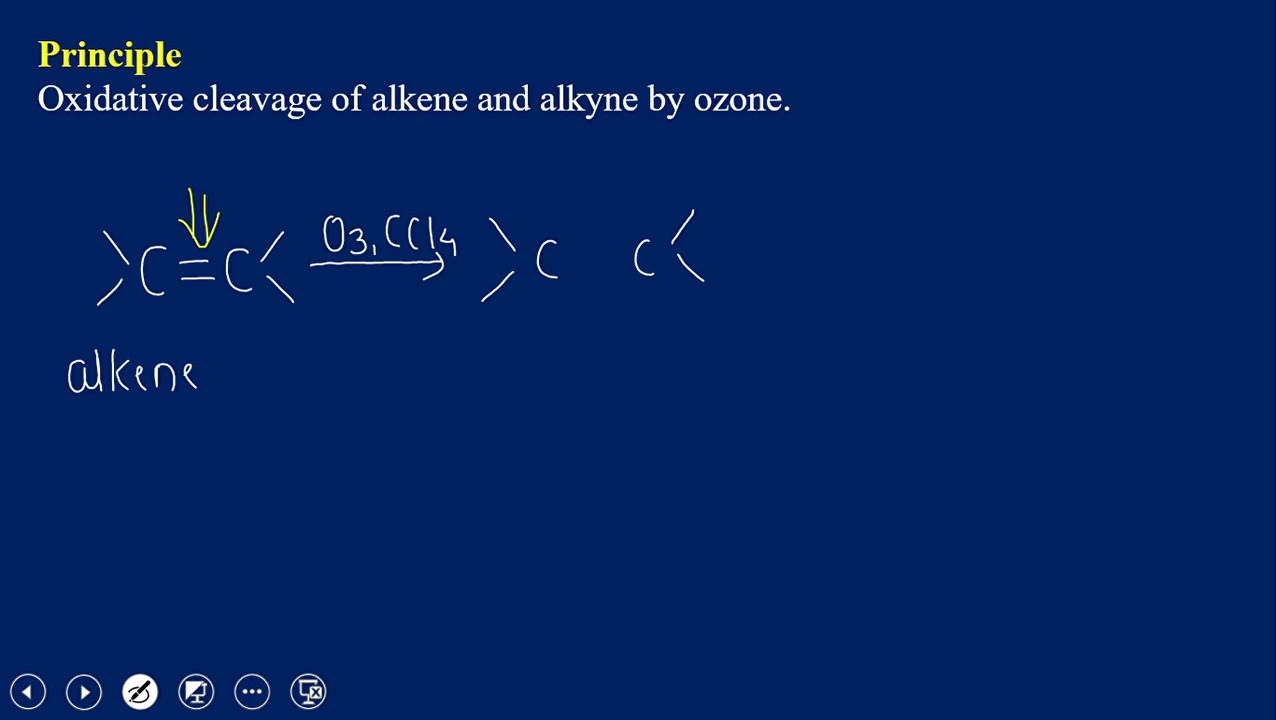 Principle
Oxidative cleavage of alkene and alkyne by ozone.
C=C O3, CCl4 C C
alkene